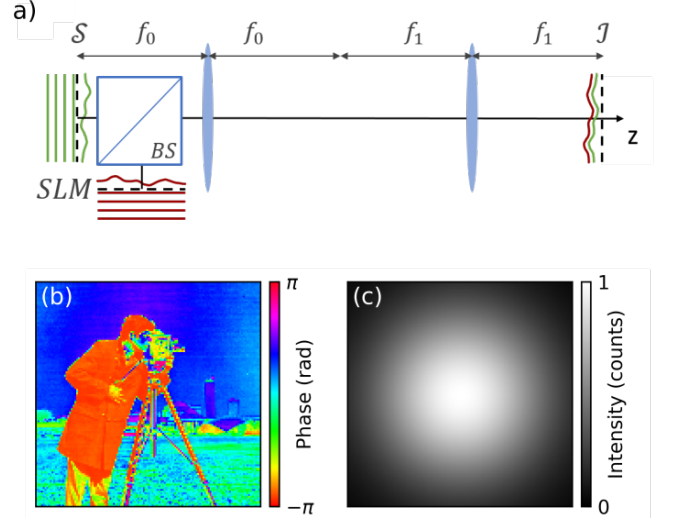 a)
𝒮 f₀ f₀ f₁ f₁ ℐ
BS
z
SLM
(b)
π
Phase (rad)
−π
(c)
1
Intensity (counts)
0